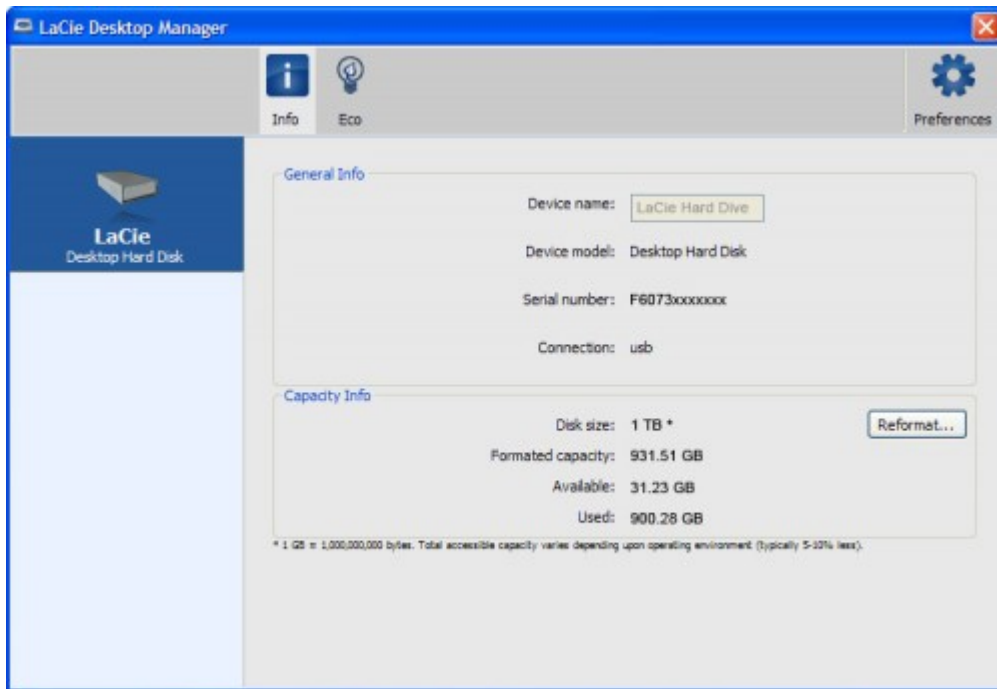 LaCie Desktop Manager
Info
Eco
Preferences
LaCie
Desktop Hard Disk
General Info
Device name: LaCie Hard Dive
Device model: Desktop Hard Disk
Serial number: F6073xxxxxxx
Connection: usb
Capacity Info
Disk size: 1 TB *
Reformat...
Formated capacity: 931.51 GB
Available: 31.23 GB
Used: 900.28 GB
* 1 GB = 1,000,000,000 bytes. Total accessible capacity varies depending upon operating environment (typically 5-10% less).